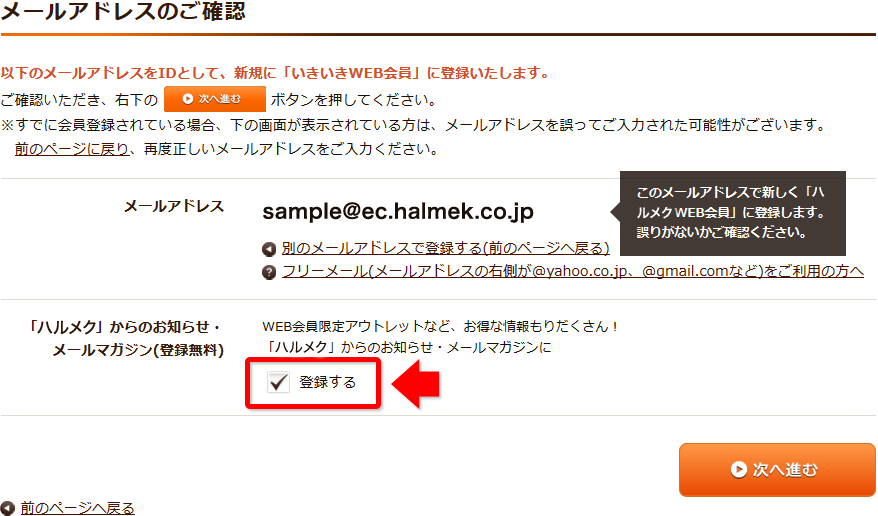 メールアドレスのご確認
以下のメールアドレスをIDとして、新規に「いきいきWEB会員」に登録いたします。
ご確認いただき、右下の 次へ進む ボタンを押してください。
※すでに会員登録されている場合、下の画面が表示されている方は、メールアドレスを誤ってご入力された可能性がございます。
前のページに戻り、再度正しいメールアドレスをご入力ください。
メールアドレス
sample@ec.halmek.co.jp
このメールアドレスで新しく「ハ
ルメクWEB会員」に登録します。
誤りがないかご確認ください。
別のメールアドレスで登録する(前のページへ戻る)
フリーメール(メールアドレスの右側が@yahoo.co.jp、@gmail.comなど)をご利用の方へ
「ハルメク」からのお知らせ・
メールマガジン(登録無料)
WEB会員限定アウトレットなど、お得な情報もりだくさん！
「ハルメク」からのお知らせ・メールマガジンに
登録する
次へ進む
前のページへ戻る